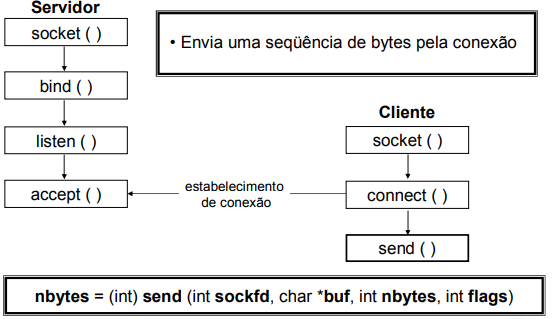 Servidor
socket ( )
• Envia uma seqüência de bytes pela conexão
bind ( )
Cliente
listen ( )
socket ( )
accept ( )
estabelecimento
de conexão
connect ( )
send ( )
nbytes = (int) send (int sockfd, char *buf, int nbytes, int flags)